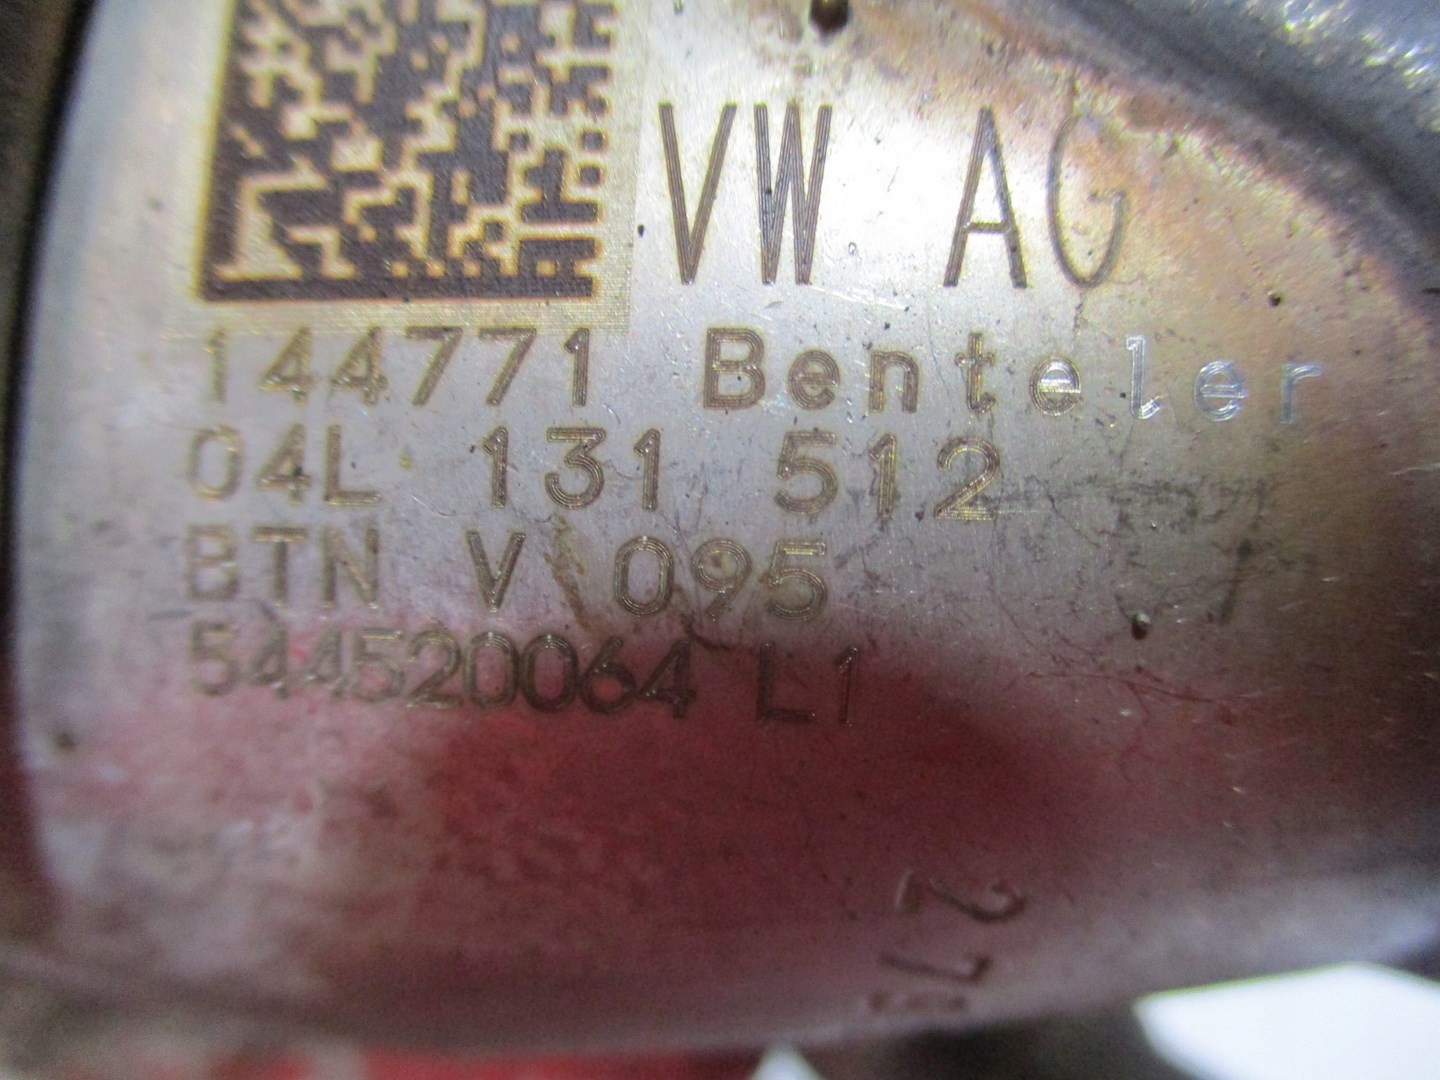 VW AG
144771 Benteler
04L 131 512
BTN V 095
544520064 L1